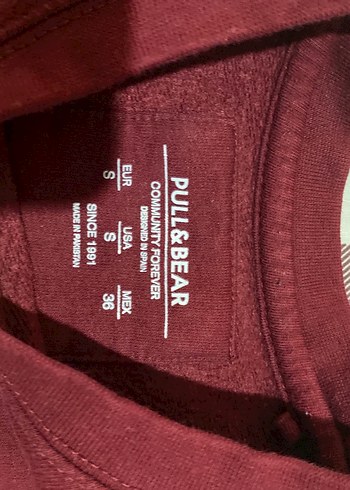 PULL&BEAR
COMMUNITY FOREVER
DESIGNED IN SPAIN
EUR USA MEX
S S 36
SINCE 1991
MADE IN PAKISTAN